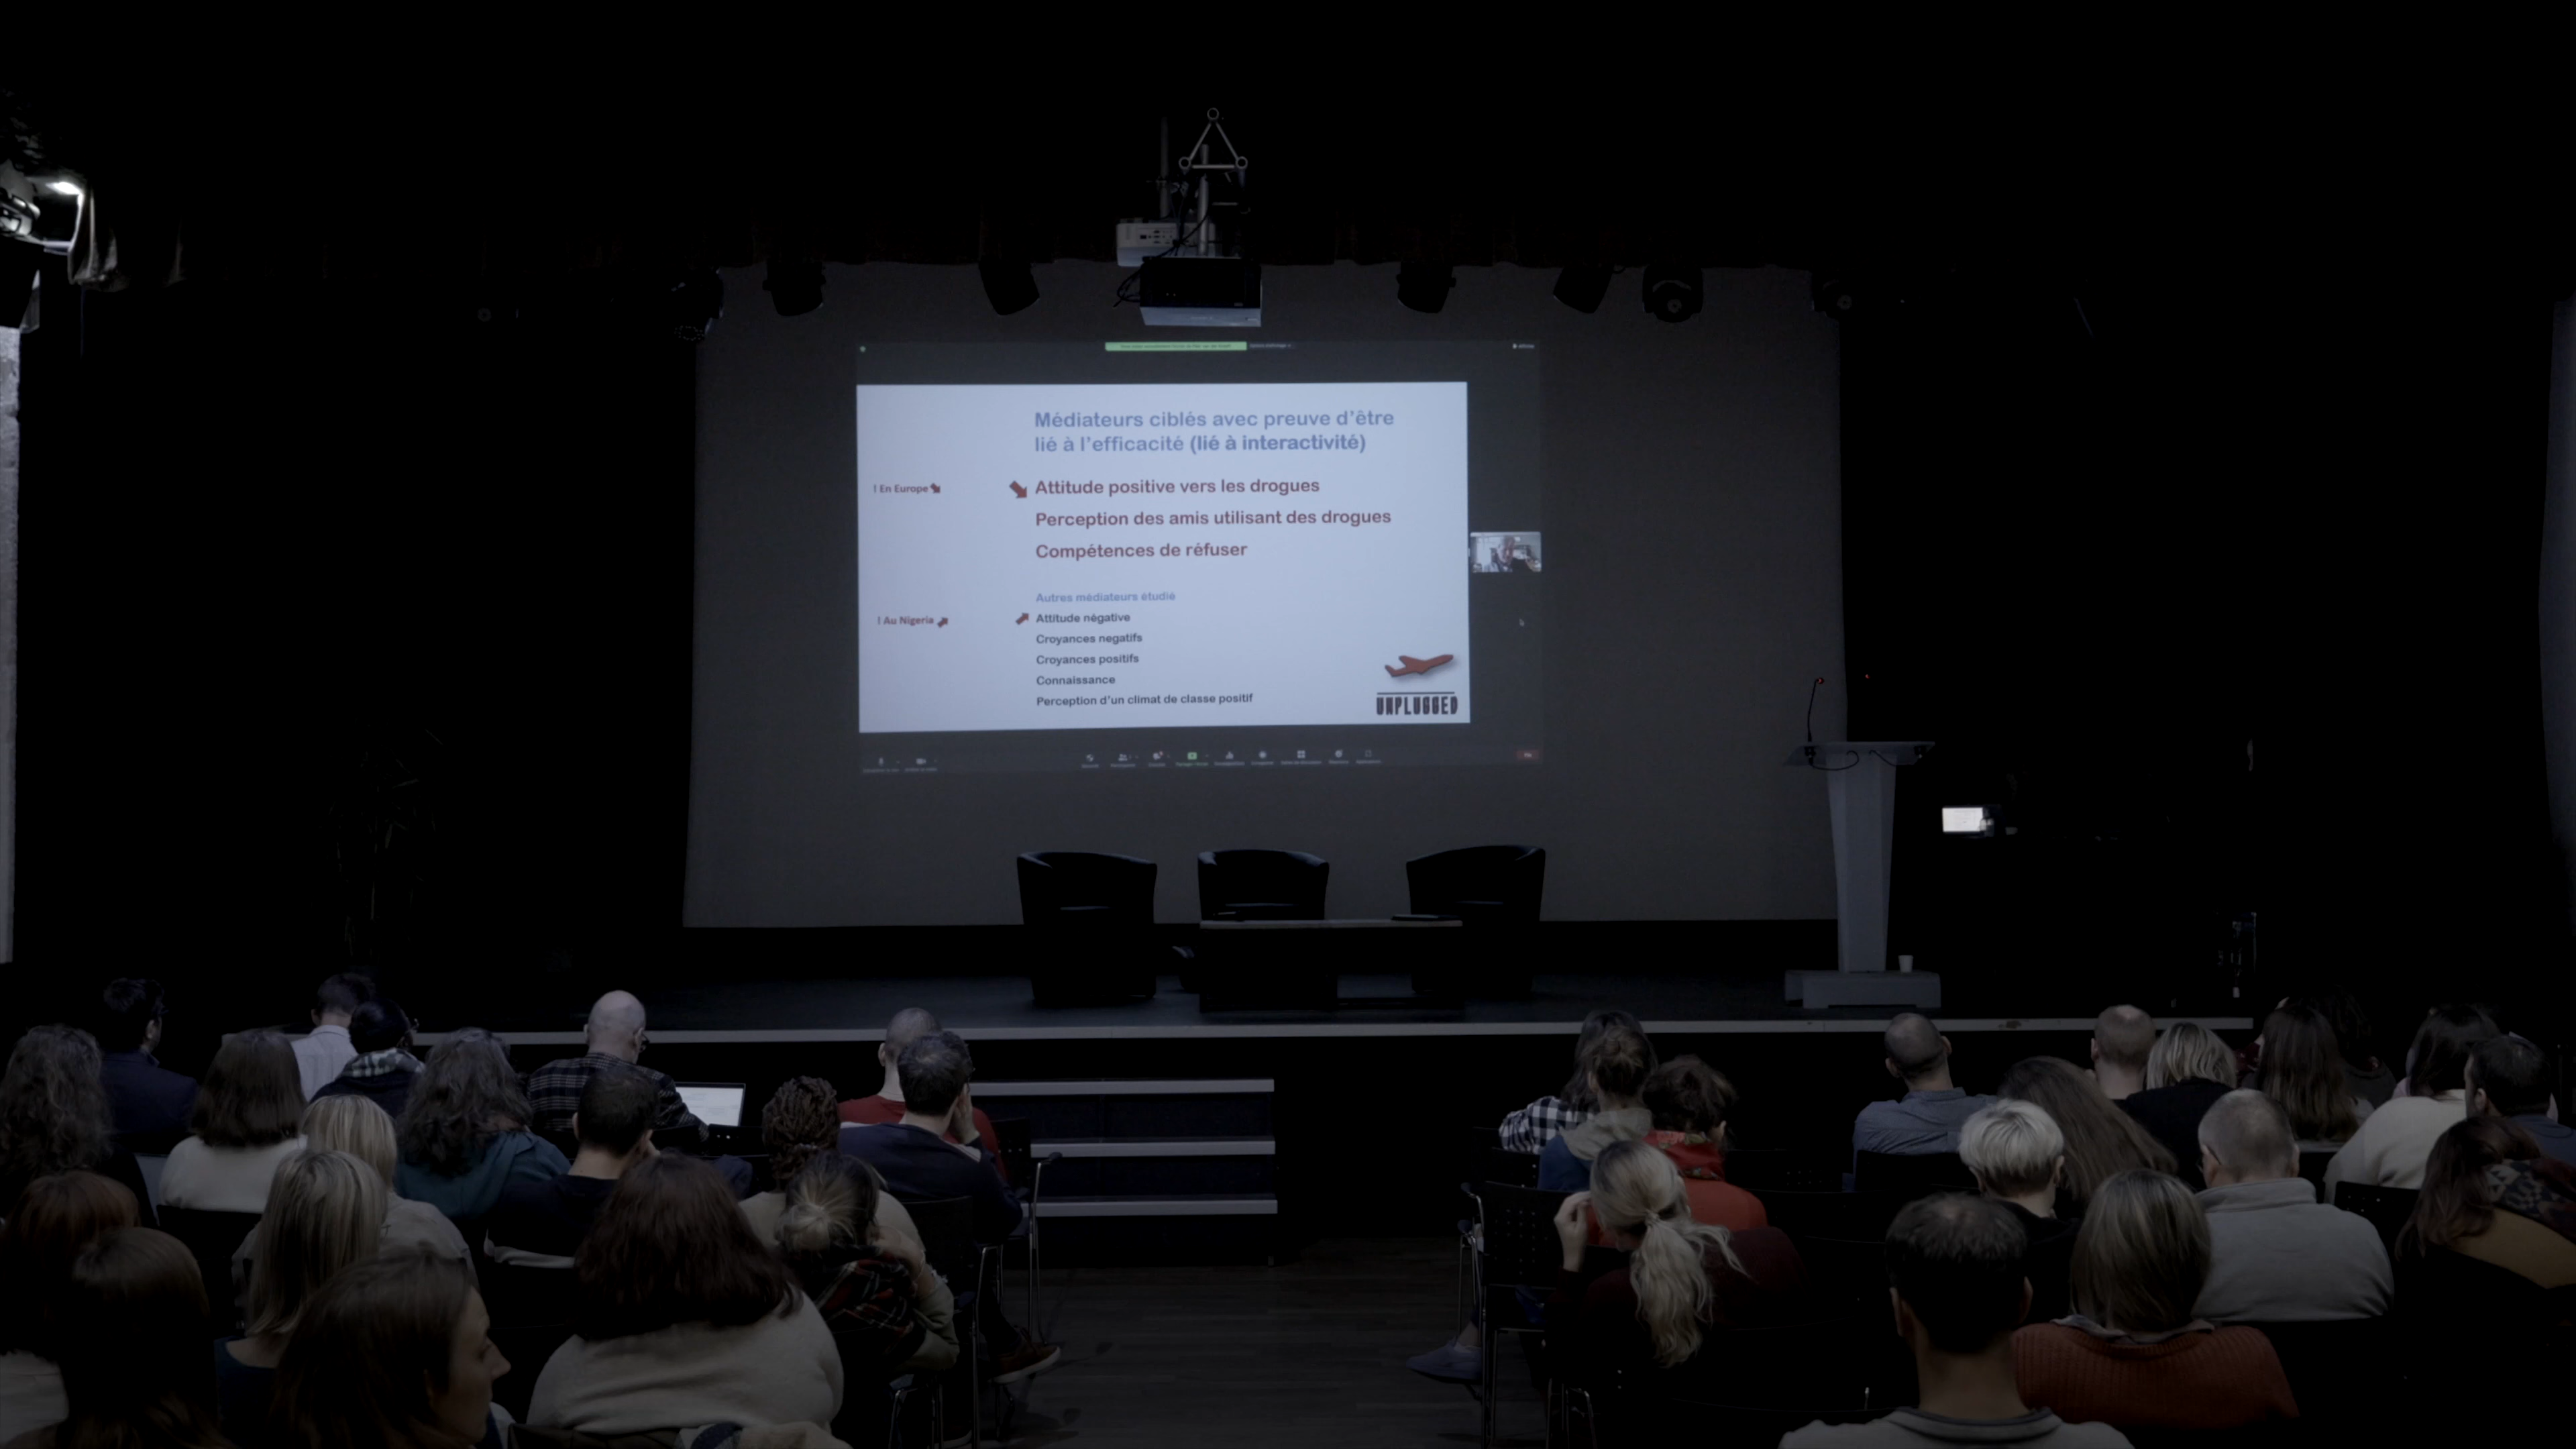 Médiateurs ciblés avec preuve d'être
lié à l'efficacité (lié à interactivité)
! En Europe
Attitude positive vers les drogues
Perception des amis utilisant des drogues
Compétences de réfuser
Autres médiateurs étudié
! Au Nigeria
Attitude négative
Croyances negatifs
Croyances positifs
Connaissance
Perception d'un climat de classe positif
UNPLUGGED